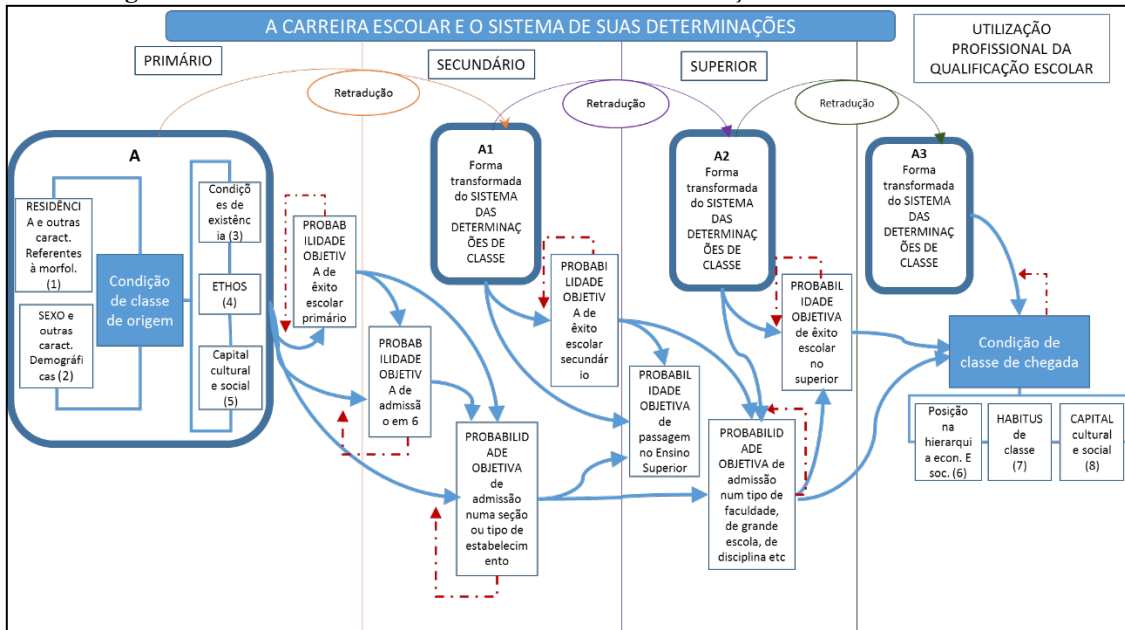 A CARREIRA ESCOLAR E O SISTEMA DE SUAS DETERMINAÇÕES
UTILIZAÇÃO
PROFISSIONAL DA
QUALIFICAÇÃO ESCOLAR
PRIMÁRIO
SECUNDÁRIO
SUPERIOR
Retradução
Retradução
Retradução
A
RESIDÊNCI
A e outras
caract.
Referentes
à morfol.
(1)
SEXO e
outras
caract.
Demográfi
cas (2)
Condição
de classe
de origem
Condiçõ
es de
existênc
ia (3)
ETHOS
(4)
Capital
cultural
e social
(5)
PROBAB
ILIDADE
OBJETIV
A de
êxito
escolar
primário
PROBAB
ILIDADE
OBJETIV
A de
admissã
o em 6
PROBABILID
ADE
OBJETIVA
de
admissão
numa seção
ou tipo de
estabelecim
ento
A1
Forma
transformada
do SISTEMA
DAS
DETERMINA
ÇÕES DE
CLASSE
PROBABI
LIDADE
OBJETIV
A de
êxito
escolar
secundár
io
PROBABIL
IDADE
OBJETIVA
de
passagem
no Ensino
Superior
A2
Forma
transformada
do SISTEMA
DAS
DETERMINA
ÇÕES DE
CLASSE
PROBABIL
IDADE
OBJETIVA
de êxito
escolar
no
superior
PROBABILID
ADE
OBJETIVA de
admissão
num tipo de
faculdade,
de grande
escola, de
disciplina etc
A3
Forma
transformada
do SISTEMA
DAS
DETERMINA
ÇÕES DE
CLASSE
Condição de
classe de chegada
Posição
na
hierarqui
a econ. E
soc. (6)
HABITUS
de
classe
(7)
CAPITAL
cultural
e social
(8)